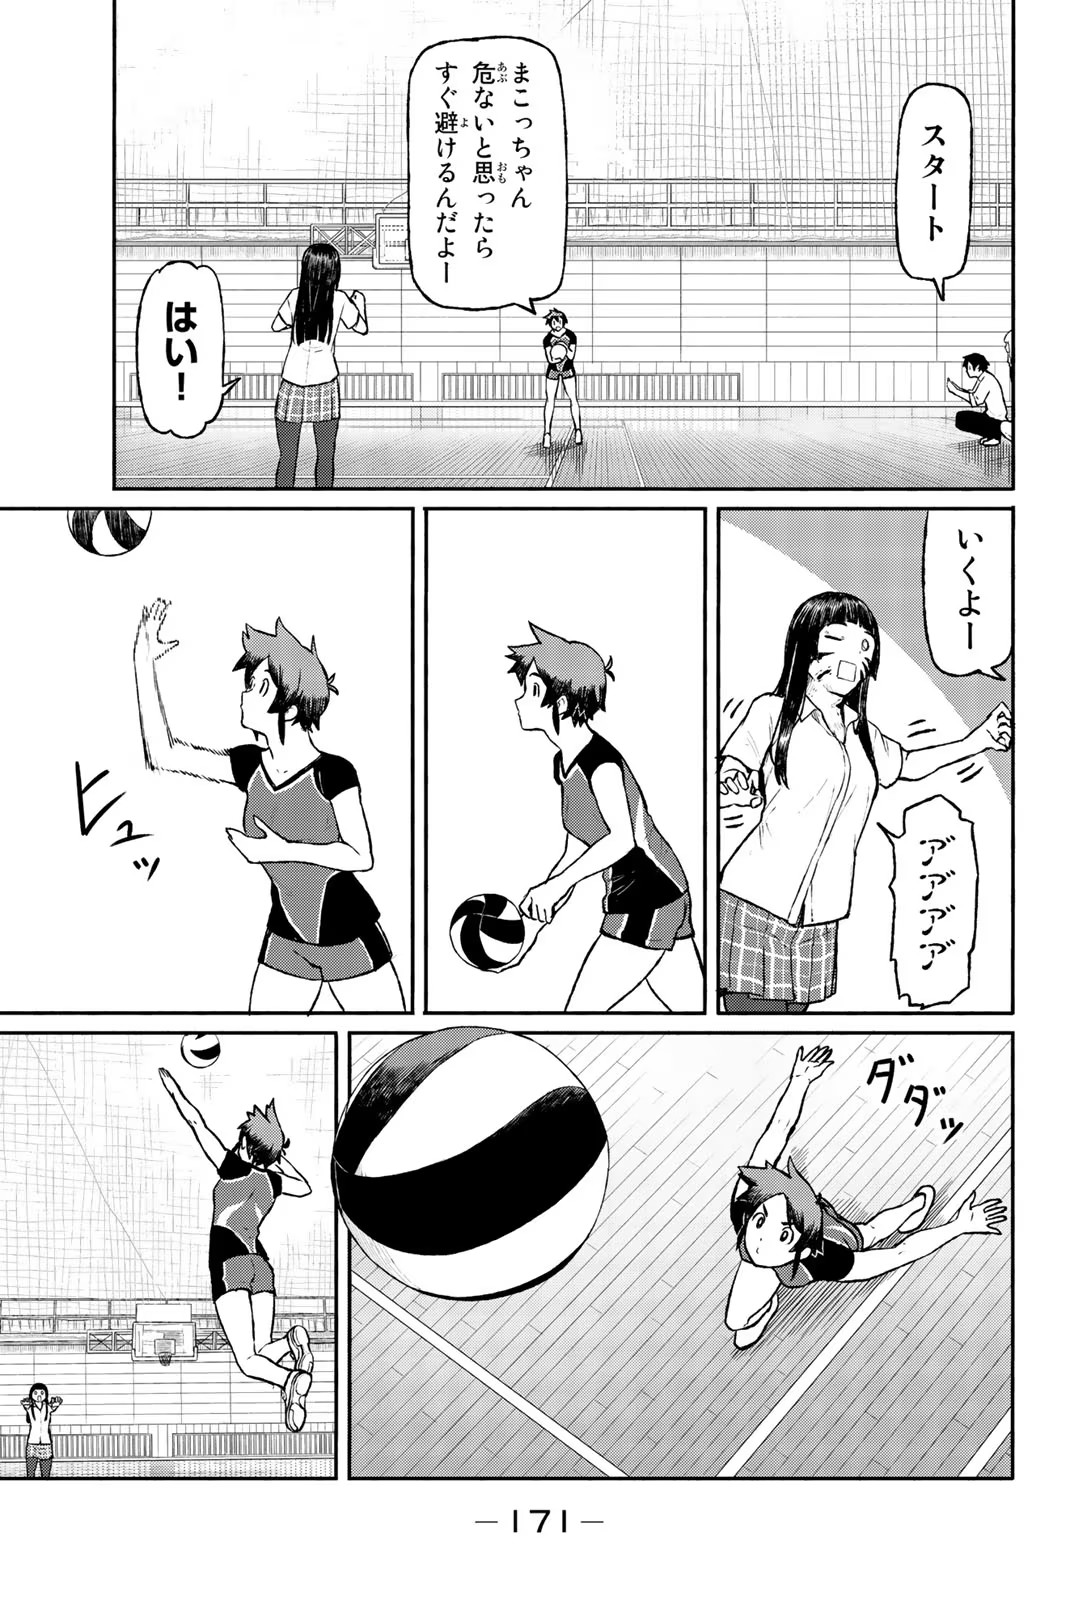 スタート
まこっちゃん
危ないと思ったら
すぐ避けるんだよー
はい！
いくよー
ア゛ア゛ア゛ア゛
ヒュッ
ダダッ
—171—